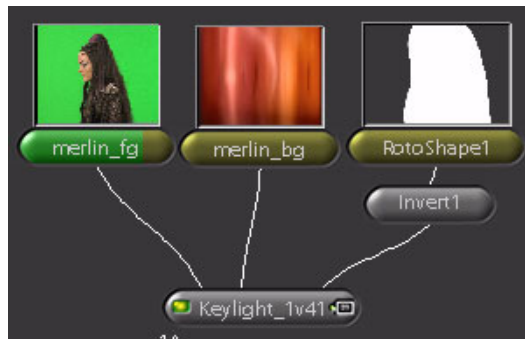 merlin_fg
merlin_bg
RotoShape1
Invert1
Keylight_1v41